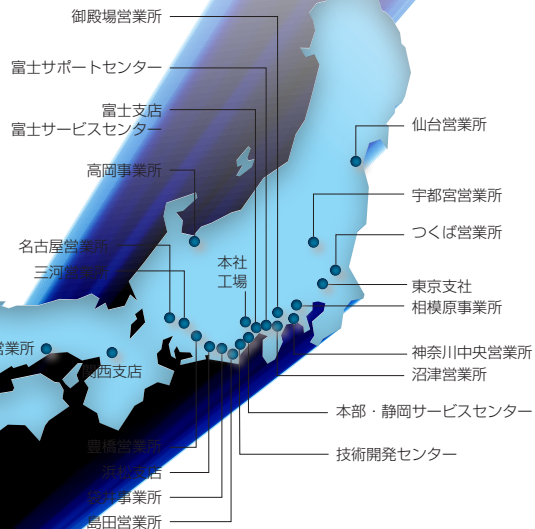 御殿場営業所
富士サポートセンター
富士支店
富士サービスセンター
高岡事業所
名古屋営業所
三河営業所
本社
工場
営業所
関西支店
豊橋営業所
浜松支店
事業所
島田営業所
仙台営業所
宇都宮営業所
つくば営業所
東京支社
相模原事業所
神奈川中央営業所
沼津営業所
本部・静岡サービスセンター
技術開発センター